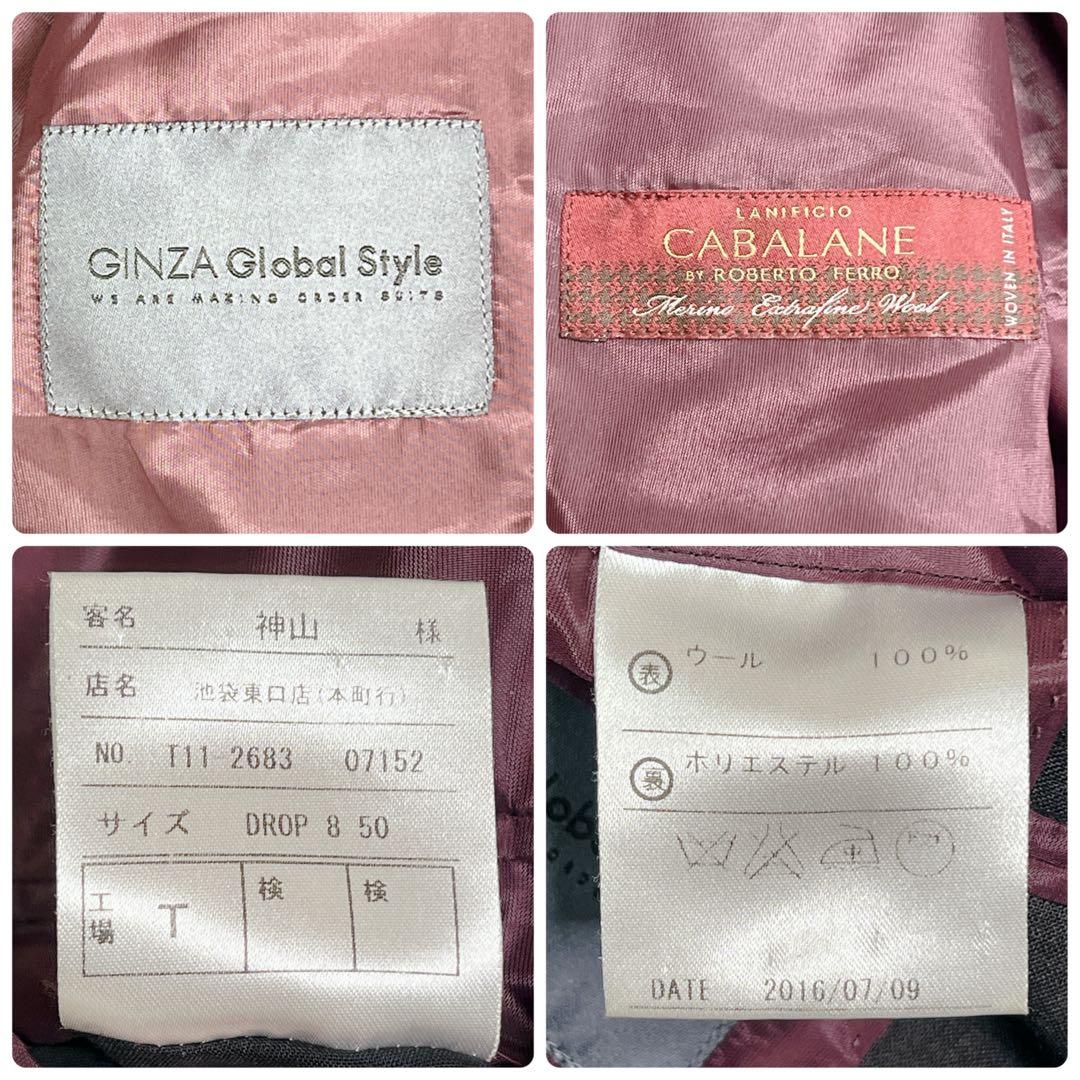 GINZA Global Style
WE ARE MAKING ORDER SUITS
LANIFICIO
CABALANE
BY ROBERTO FERRO
Merino Extrafine Wool
WOVEN IN ITALY
客名 神山 様
店名 池袋東口店(本町行)
NO. T11-2683 07152
サイズ DROP 8 50
工場 T 検 検
表 ウール 100%
裏 ポリエステル 100%
DATE 2016/07/09